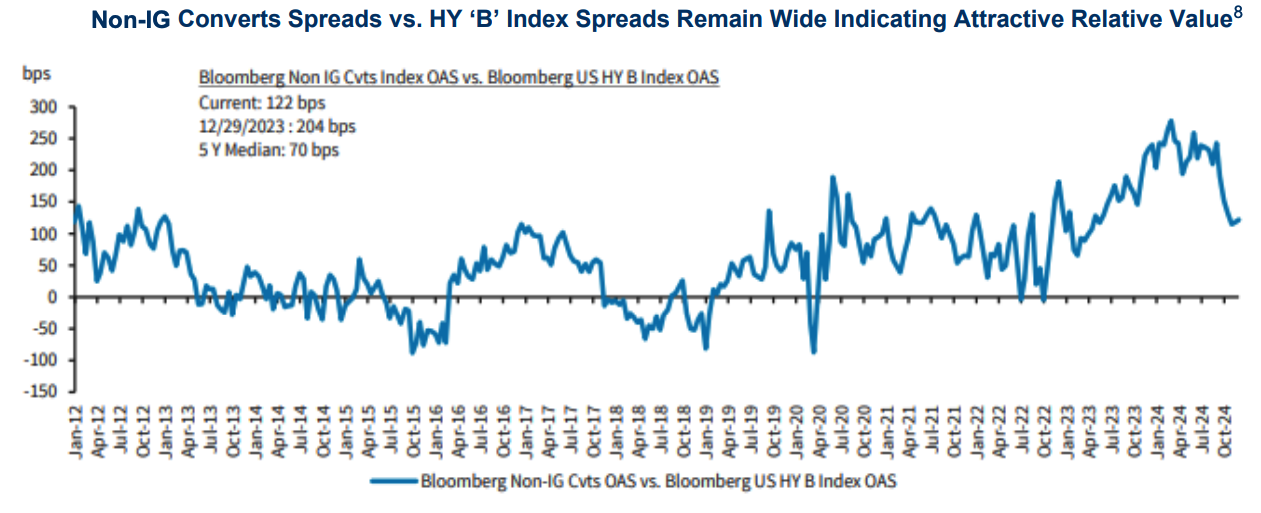 Non-IG Converts Spreads vs. HY ‘B’ Index Spreads Remain Wide Indicating Attractive Relative Value8
bps
Bloomberg Non IG Cvts Index OAS vs. Bloomberg US HY B Index OAS
Current: 122 bps
12/29/2023 : 204 bps
5 Y Median: 70 bps
300
250
200
150
100
50
0
-50
-100
-150
Jan-12 Apr-12 Jul-12 Oct-12 Jan-13 Apr-13 Jul-13 Oct-13 Jan-14 Apr-14 Jul-14 Oct-14 Jan-15 Apr-15 Jul-15 Oct-15 Jan-16 Apr-16 Jul-16 Oct-16 Jan-17 Apr-17 Jul-17 Oct-17 Jan-18 Apr-18 Jul-18 Oct-18 Jan-19 Apr-19 Jul-19 Oct-19 Jan-20 Apr-20 Jul-20 Oct-20 Jan-21 Apr-21 Jul-21 Oct-21 Jan-22 Apr-22 Jul-22 Oct-22 Jan-23 Apr-23 Jul-23 Oct-23 Jan-24 Apr-24 Jul-24 Oct-24
Bloomberg Non-IG Cvts OAS vs. Bloomberg US HY B Index OAS